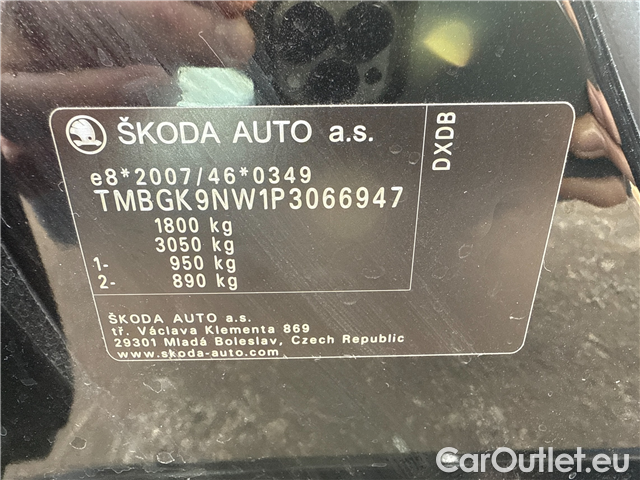 ŠKODA AUTO a.s.
DXDB
e8*2007/46*0349
TMBGK9NW1P3066947
1800 kg
3050 kg
1- 950 kg
2- 890 kg
ŠKODA AUTO a.s.
tř. Václava Klementa 869
29301 Mladá Boleslav, Czech Republic
www.skoda-auto.com
CarOutlet.eu